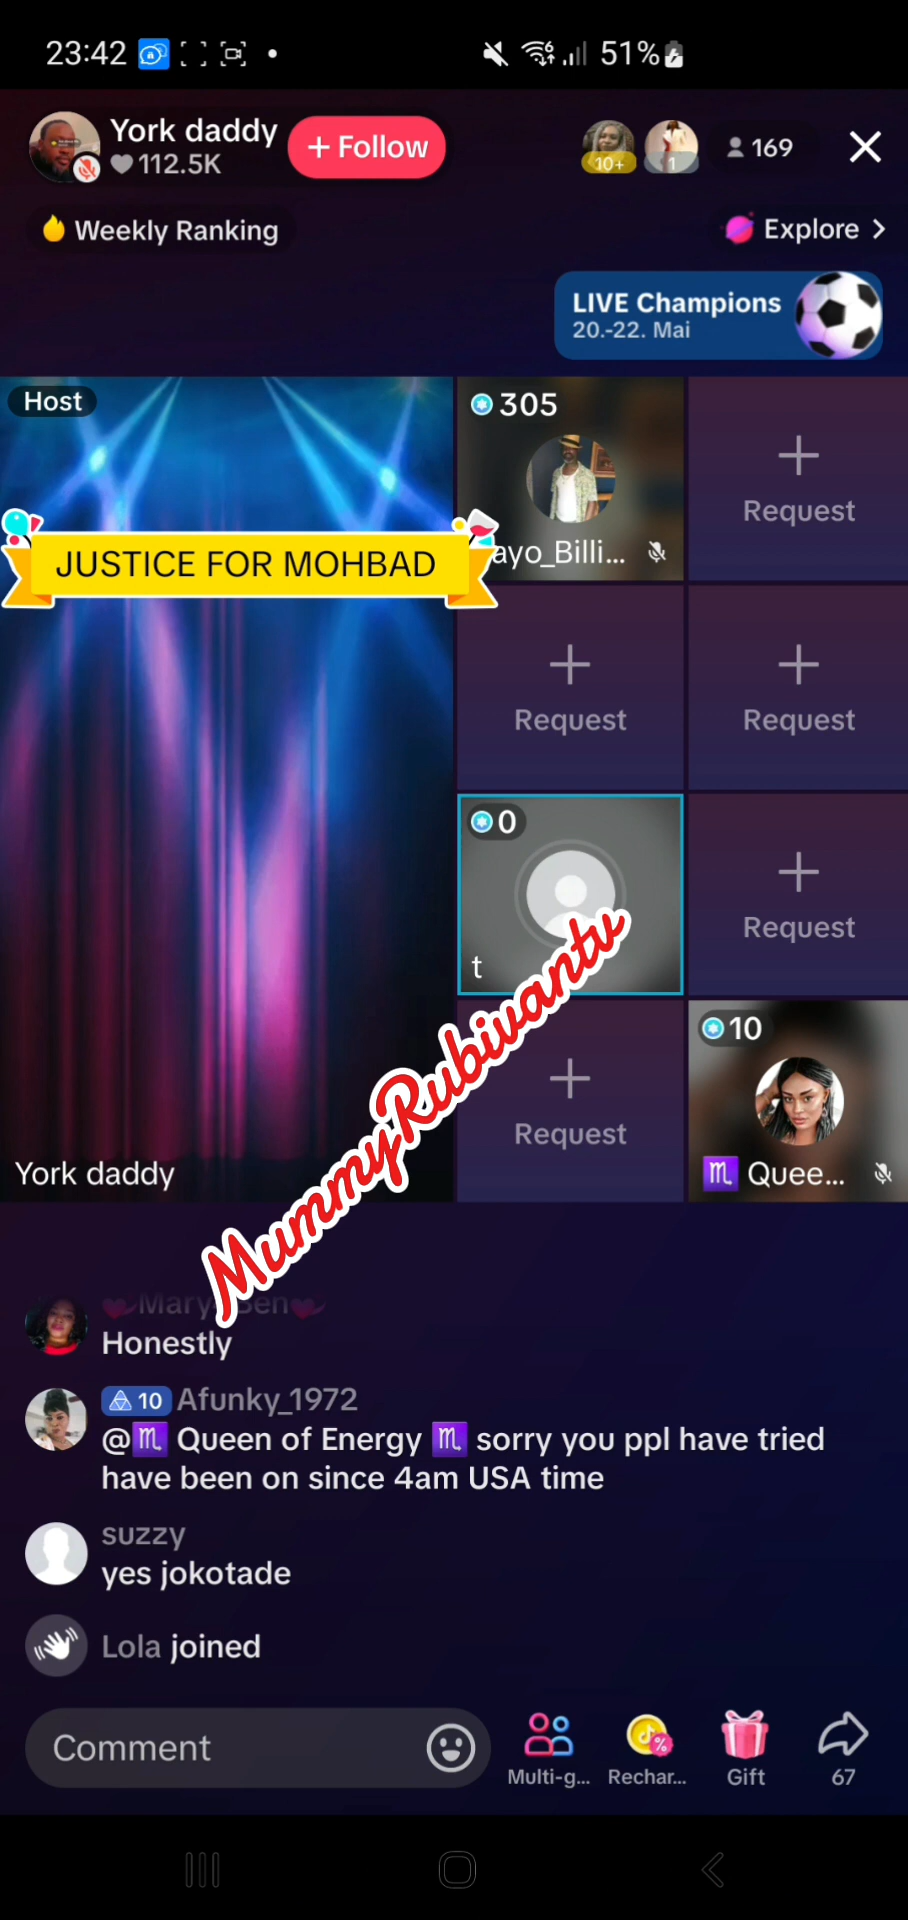 23:42
51%
York daddy
112.5K
+ Follow
10+
1
169
Weekly Ranking
Explore >
LIVE Champions
20.-22. Mai
Host
305
JUSTICE FOR MOHBAD
ayo_Billi...
Request
Request
Request
0
t
Request
MummyRubivantv
Request
10
York daddy
♏ Quee...
Honestly
10 Afunky_1972
@♏ Queen of Energy ♏ sorry you ppl have tried
have been on since 4am USA time
suzzy
yes jokotade
Lola joined
Comment
Multi-g...
Rechar...
Gift
67